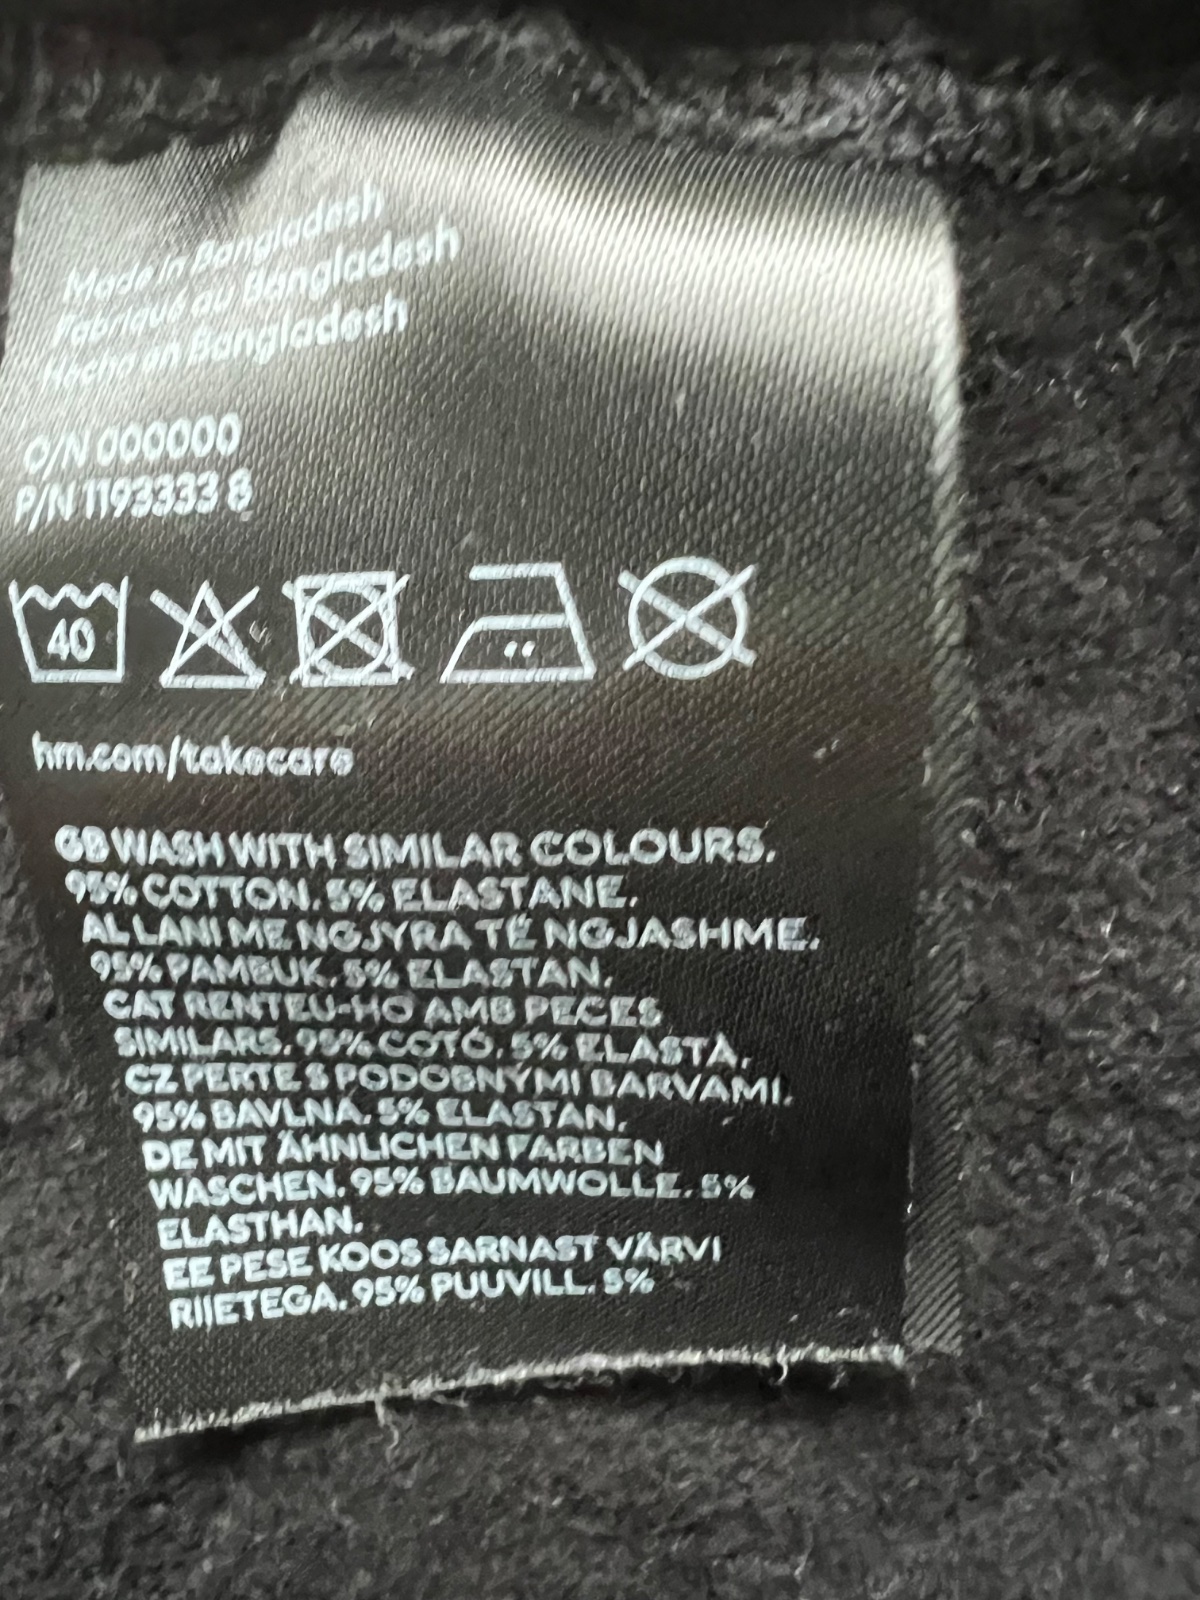 Made in Bangladesh
Fabriqué au Bangladesh
Hecho en Bangladesh
O/N 000000
P/N 1193333 8
40
hm.com/takecare
GB WASH WITH SIMILAR COLOURS.
95% COTTON. 5% ELASTANE.
AL LANI ME NGJYRA TË NGJASHME.
95% PAMBUK. 5% ELASTAN.
CAT RENTEU-HO AMB PECES
SIMILARS. 95% COTÓ. 5% ELASTÀ.
CZ PERTE S PODOBNÝMI BARVAMI.
95% BAVLNA. 5% ELASTAN.
DE MIT ÄHNLICHEN FARBEN
WASCHEN. 95% BAUMWOLLE. 5%
ELASTHAN.
EE PESE KOOS SARNAST VÄRVI
RIIETEGA. 95% PUUVILL. 5%